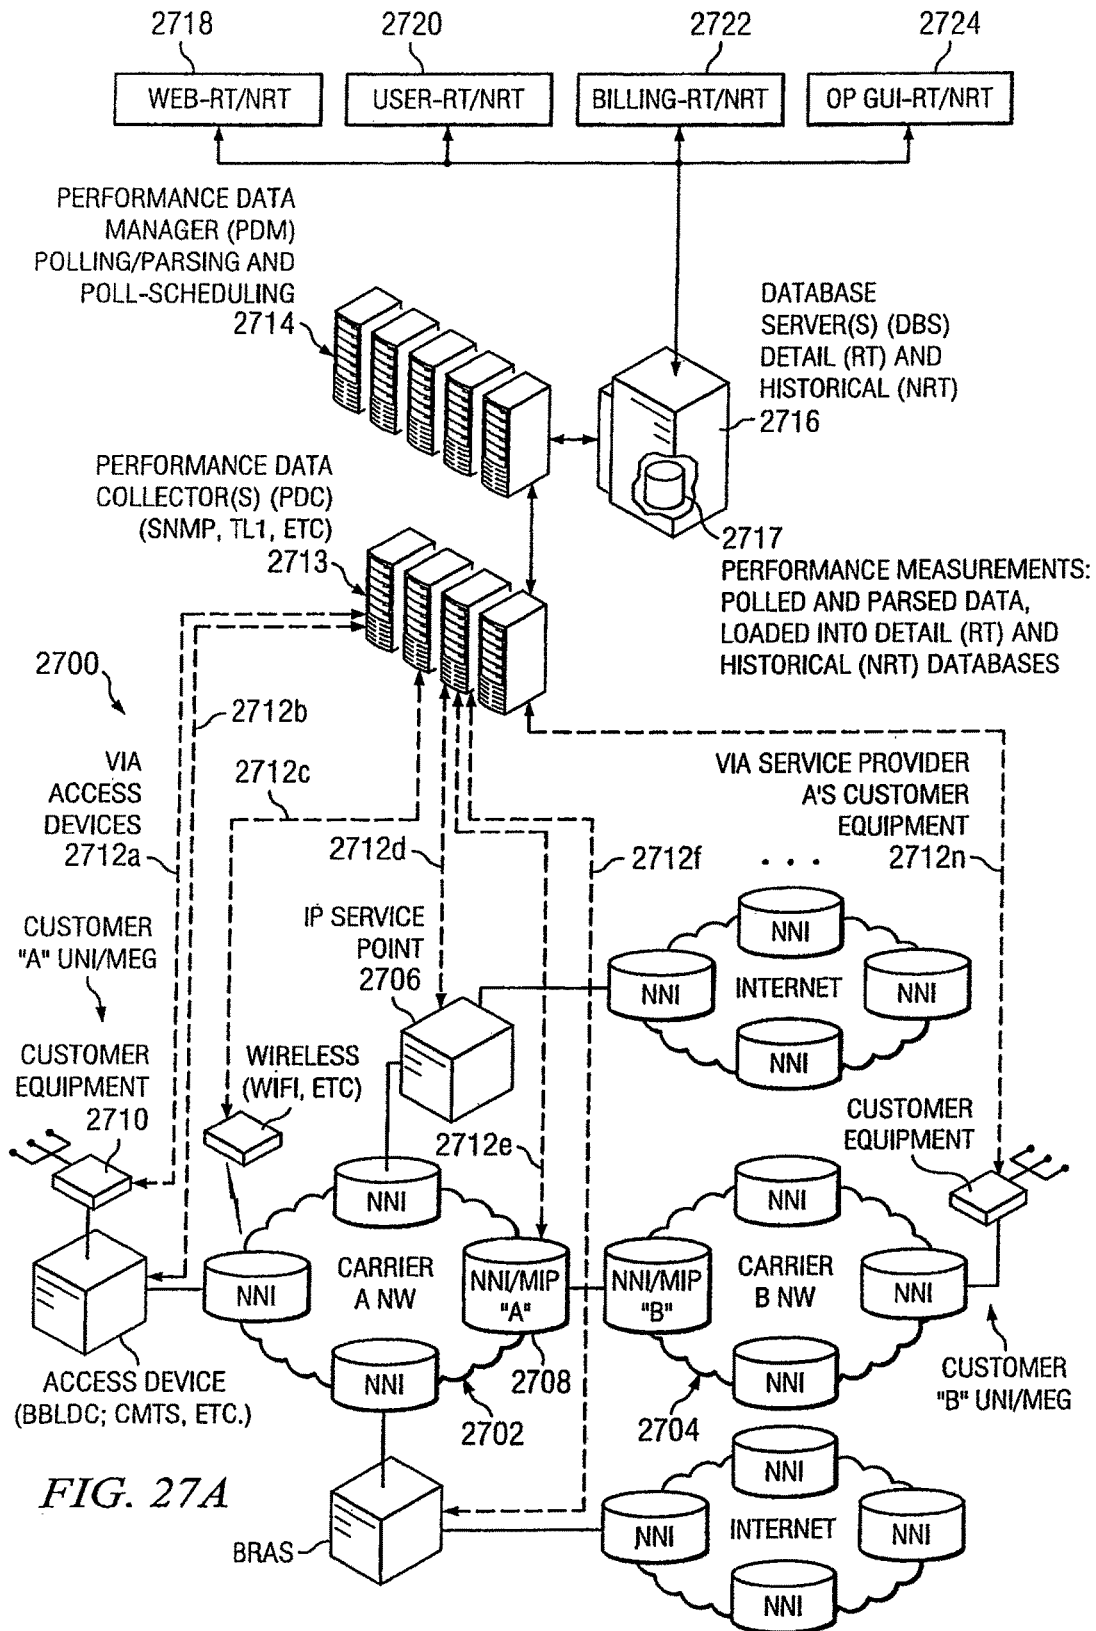 2718
2720
2722
2724
WEB-RT/NRT
USER-RT/NRT
BILLING-RT/NRT
OP GUI-RT/NRT
PERFORMANCE DATA
MANAGER (PDM)
POLLING/PARSING AND
POLL-SCHEDULING
2714
DATABASE
SERVER(S) (DBS)
DETAIL (RT) AND
HISTORICAL (NRT)
2716
PERFORMANCE DATA
COLLECTOR(S) (PDC)
(SNMP, TL1, ETC)
2713
2717
PERFORMANCE MEASUREMENTS:
POLLED AND PARSED DATA,
LOADED INTO DETAIL (RT) AND
HISTORICAL (NRT) DATABASES
2700
2712b
VIA
ACCESS
DEVICES
2712a
2712c
2712d
2712f
VIA SERVICE PROVIDER
A'S CUSTOMER
EQUIPMENT
2712n
. . .
CUSTOMER
"A" UNI/MEG
IP SERVICE
POINT
2706
NNI
NNI
INTERNET
NNI
NNI
CUSTOMER
EQUIPMENT
2710
WIRELESS
(WIFI, ETC)
2712e
CUSTOMER
EQUIPMENT
NNI
NNI
CARRIER
A NW
NNI/MIP
"A"
NNI
2708
2702
NNI
NNI/MIP
"B"
CARRIER
B NW
NNI
NNI
2704
CUSTOMER
"B" UNI/MEG
ACCESS DEVICE
(BBLDC; CMTS, ETC.)
BRAS
NNI
NNI
INTERNET
NNI
NNI
FIG. 27A